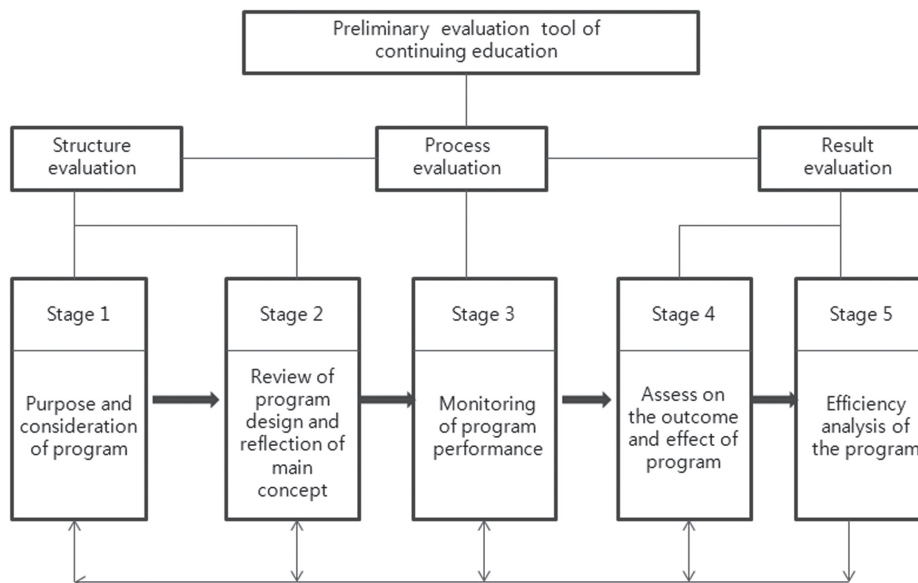 Preliminary evaluation tool of
continuing education
Structure
evaluation
Process
evaluation
Result
evaluation
Stage 1
Purpose and
consideration
of program
Stage 2
Review of
program
design and
reflection of
main
concept
Stage 3
Monitoring
of program
performance
Stage 4
Assess on
the outcome
and effect of
program
Stage 5
Efficiency
analysis of
the program